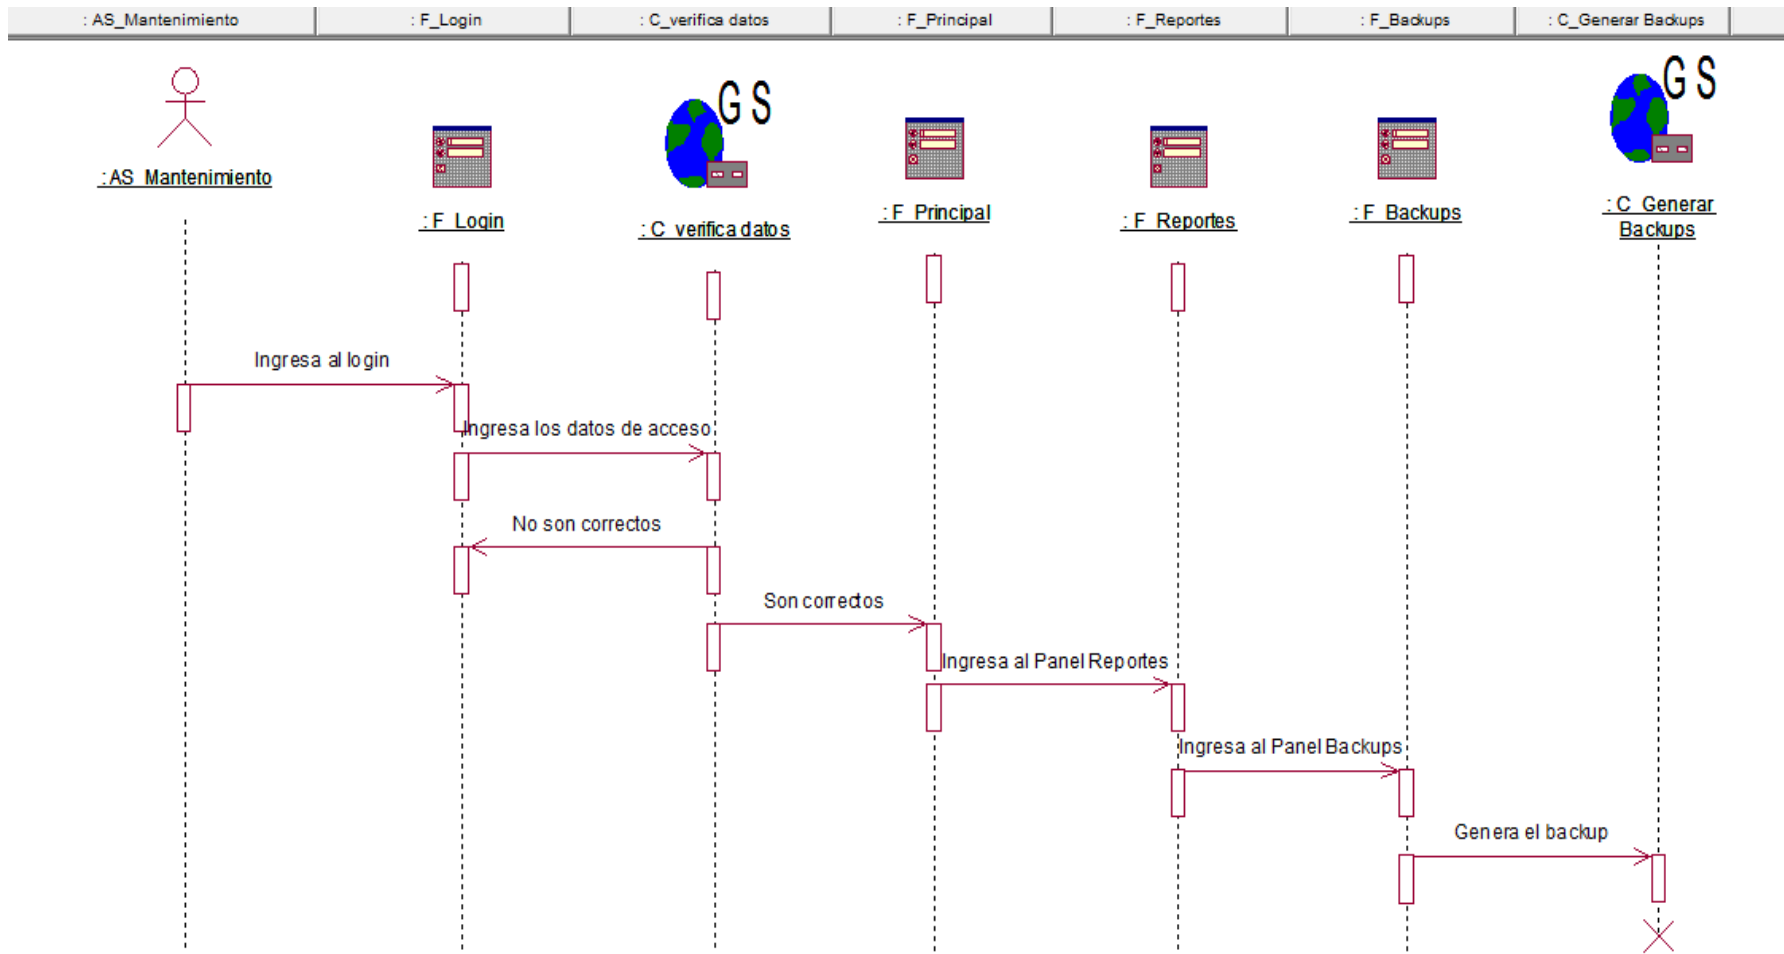 : AS_Mantenimiento
: F_Login
: C_verifica datos
: F_Principal
: F_Reportes
: F_Backups
: C_Generar Backups
G S
G S
: AS_Mantenimiento
: F_Login
: C_verifica datos
: F_Principal
: F_Reportes
: F_Backups
: C_Generar
Backups
Ingresa al login
Ingresa los datos de acceso
No son correctos
Son correctos
Ingresa al Panel Reportes
Ingresa al Panel Backups
Genera el backup